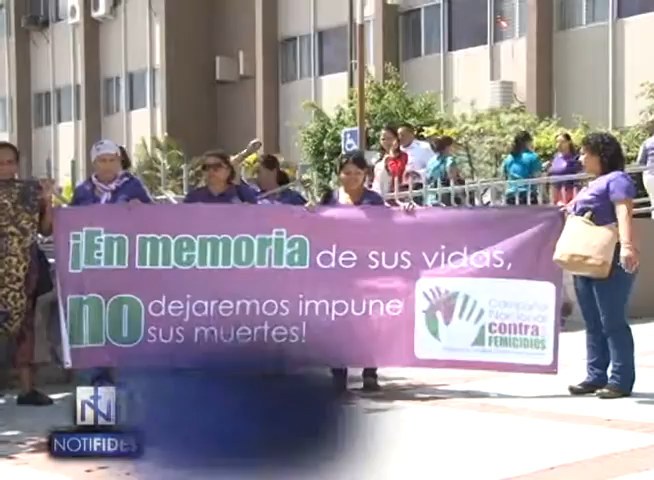 ¡En memoria de sus vidas,
no dejaremos impune
sus muertes!
Campaña
Nacional
contra
FEMICIDIOS
N
NOTIFIDES